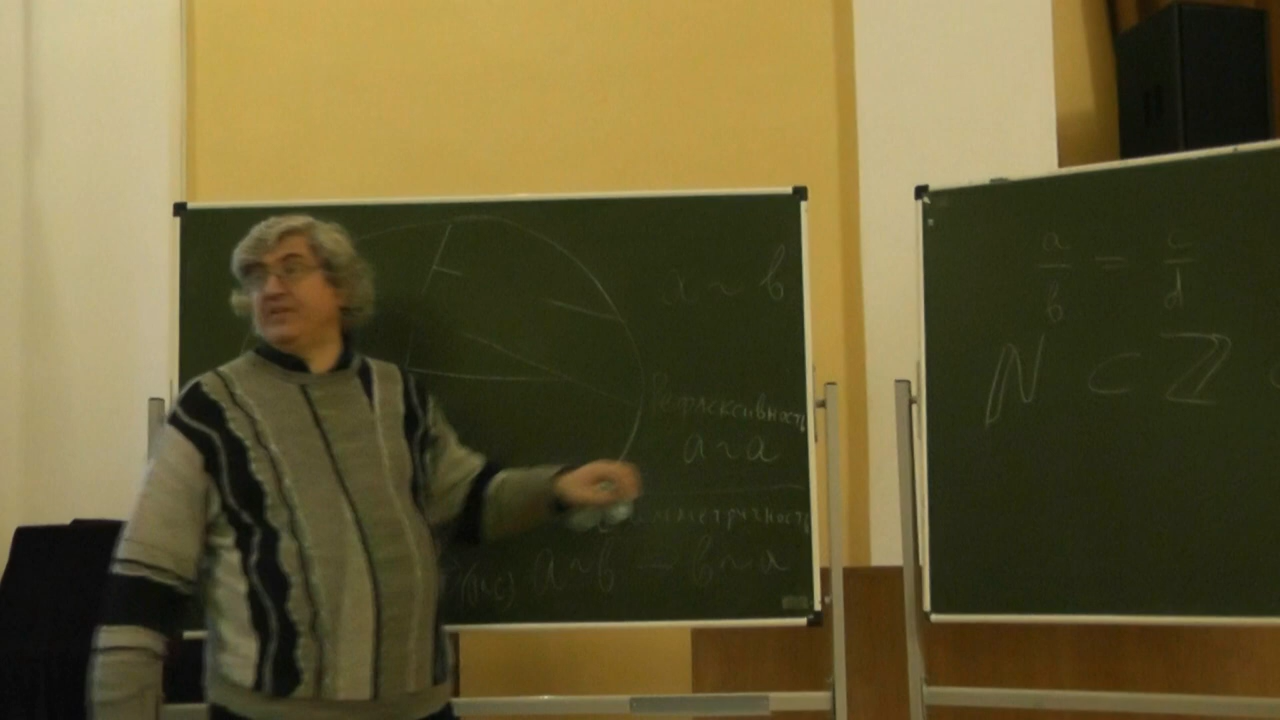 a ~ b
Рефлексивность
a ~ a
симметричность
a ~ b → b ~ a
a/b = c/d
N ⊂ Z